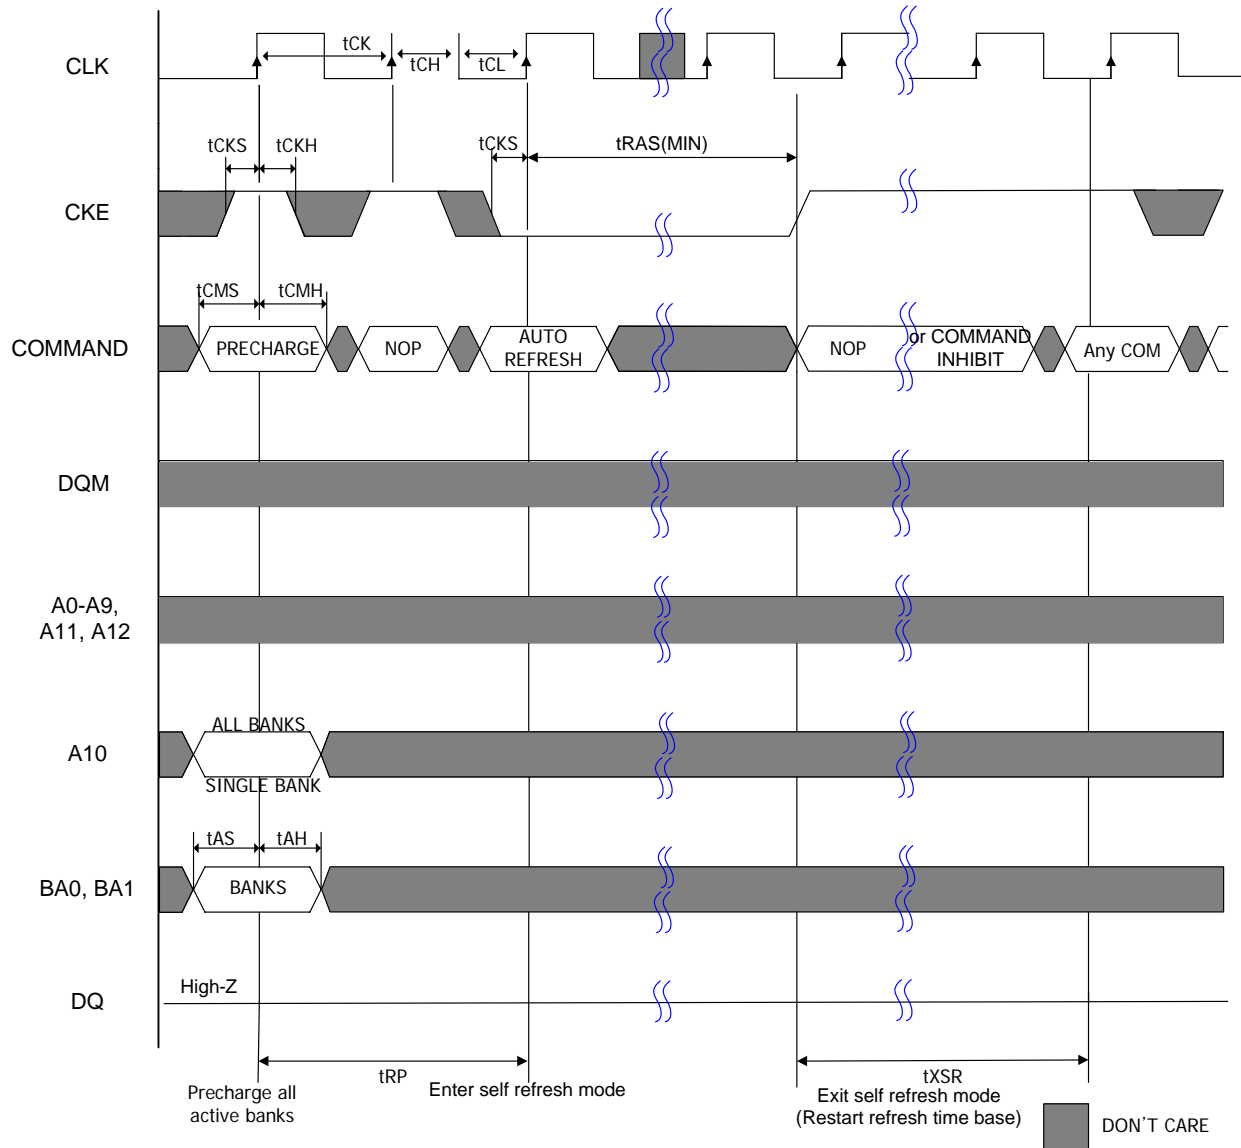 CLK
tCK
tCH
tCL
tCKS
tCKH
tCKS
tRAS(MIN)
CKE
tCMS
tCMH
COMMAND
PRECHARGE
NOP
AUTO
REFRESH
NOP
or COMMAND
INHIBIT
Any COM
DQM
A0-A9,
A11, A12
ALL BANKS
A10
SINGLE BANK
tAS
tAH
BA0, BA1
BANKS
High-Z
DQ
tRP
tXSR
Precharge all
active banks
Enter self refresh mode
Exit self refresh mode
(Restart refresh time base)
DON'T CARE